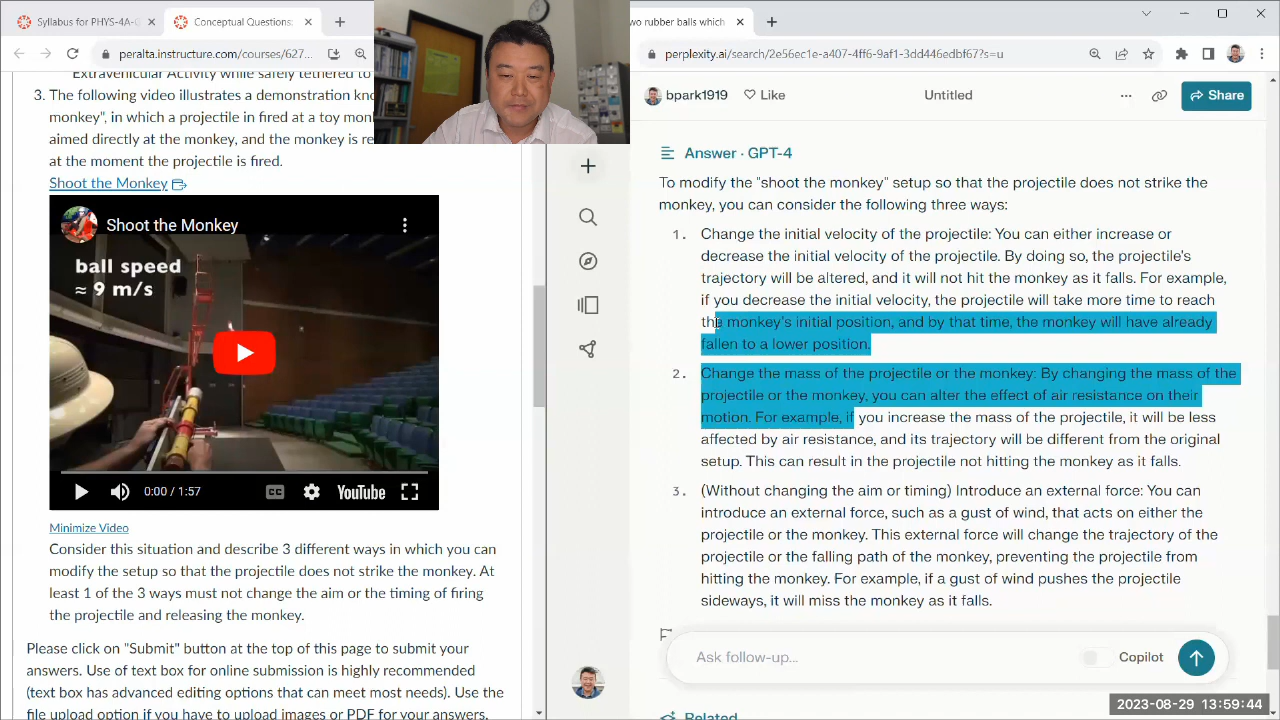 Syllabus for PHYS-4A-0
Conceptual Questions:
peralta.instructure.com/courses/627...
Extravehicular Activity while safely tethered to
3. The following video illustrates a demonstration kno
monkey", in which a projectile in fired at a toy monl
aimed directly at the monkey, and the monkey is re
at the moment the projectile is fired.
Shoot the Monkey
Shoot the Monkey
ball speed
≈ 9 m/s
0:00 / 1:57
CC
YouTube
Minimize Video
Consider this situation and describe 3 different ways in which you can
modify the setup so that the projectile does not strike the monkey. At
least 1 of the 3 ways must not change the aim or the timing of firing
the projectile and releasing the monkey.
Please click on "Submit" button at the top of this page to submit your
answers. Use of text box for online submission is highly recommended
(text box has advanced editing options that can meet most needs). Use the
file upload option if you have to upload images or PDF for your answers.
two rubber balls which
perplexity.ai/search/2e56ec1e-a407-4ff6-9af1-3dd446edbf67?s=u
bpark1919
Like
Untitled
Share
Answer · GPT-4
To modify the "shoot the monkey" setup so that the projectile does not strike the
monkey, you can consider the following three ways:
1. Change the initial velocity of the projectile: You can either increase or
decrease the initial velocity of the projectile. By doing so, the projectile's
trajectory will be altered, and it will not hit the monkey as it falls. For example,
if you decrease the initial velocity, the projectile will take more time to reach
the monkey's initial position, and by that time, the monkey will have already
fallen to a lower position.
2. Change the mass of the projectile or the monkey: By changing the mass of the
projectile or the monkey, you can alter the effect of air resistance on their
motion. For example, if you increase the mass of the projectile, it will be less
affected by air resistance, and its trajectory will be different from the original
setup. This can result in the projectile not hitting the monkey as it falls.
3. (Without changing the aim or timing) Introduce an external force: You can
introduce an external force, such as a gust of wind, that acts on either the
projectile or the monkey. This external force will change the trajectory of the
projectile or the falling path of the monkey, preventing the projectile from
hitting the monkey. For example, if a gust of wind pushes the projectile
sideways, it will miss the monkey as it falls.
Ask follow-up...
Copilot
Related
2023-08-29 13:59:44